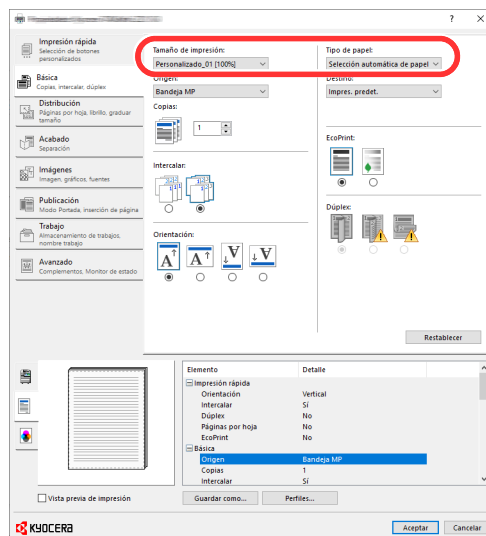 ? ×
Impresión rápida
Selección de botones
personalizados
Básica
Copias, intercalar, dúplex
Distribución
Páginas por hoja, librillo, graduar
tamaño
Acabado
Separación
Imágenes
Imagen, gráficos, fuentes
Publicación
Modo Portada, inserción de página
Trabajo
Almacenamiento de trabajos,
nombre trabajo
Avanzado
Complementos. Monitor de estado
Tamaño de impresión:
Personalizado_01 [100%]
Origen:
Bandeja MP
Copias:
1
Intercalar:
Orientación:
Tipo de papel:
Selección automática de papel
Destino:
Impres. predet.
EcoPrint:
Dúplex:
Restablecer
Elemento Detalle
Impresión rápida
Orientación Vertical
Intercalar Sí
Dúplex No
Páginas por hoja No
EcoPrint No
Básica
Origen Bandeja MP
Copias 1
Intercalar Sí
Vista previa de impresión
Guardar como... Perfiles...
KYOCERA
Aceptar Cancelar